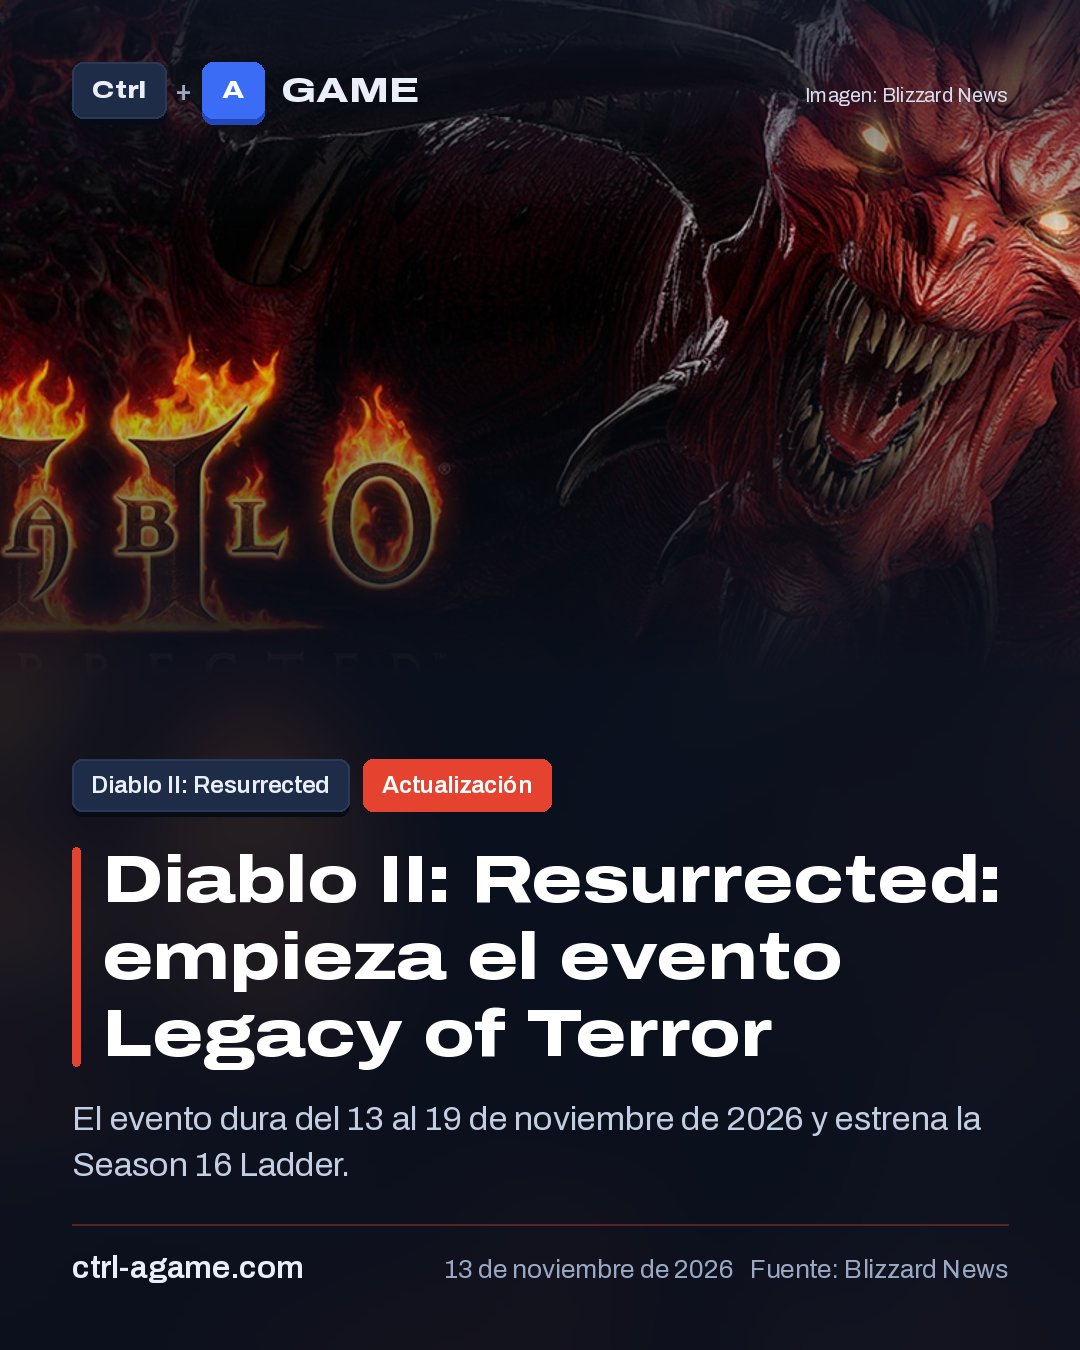 Ctrl + A GAME
Imagen: Blizzard News
ABLO
®
Diablo II: Resurrected
Actualización
Diablo II: Resurrected:
empieza el evento
Legacy of Terror
El evento dura del 13 al 19 de noviembre de 2026 y estrena la
Season 16 Ladder.
ctrl-agame.com
13 de noviembre de 2026 Fuente: Blizzard News